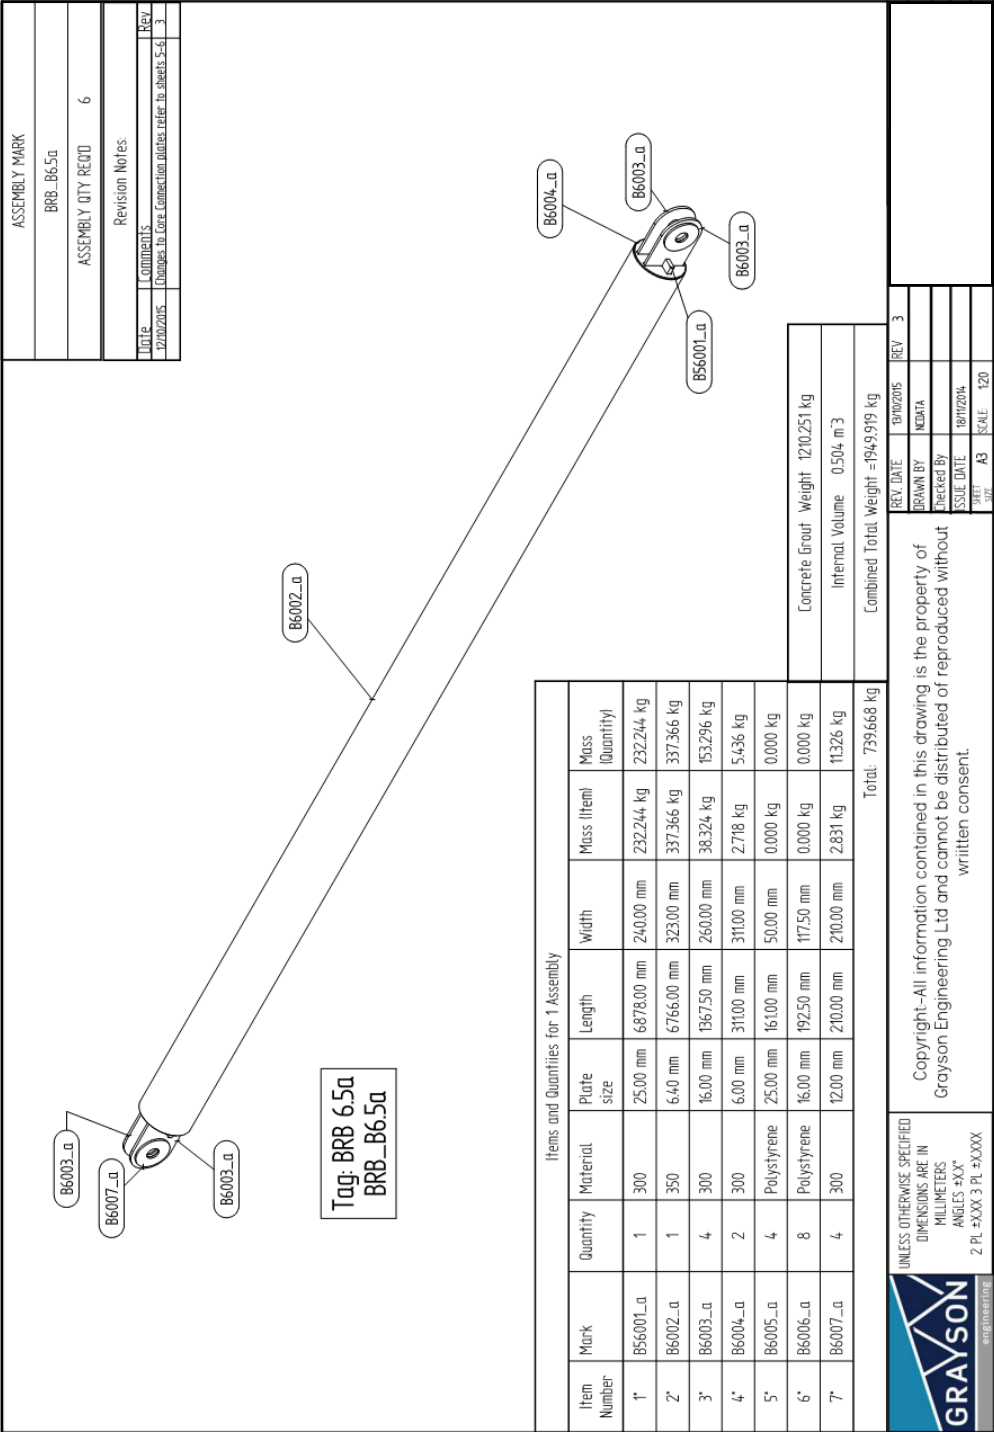 ASSEMBLY MARK
BRB_B6.5a
ASSEMBLY QTY REQ'D 6
Revision Notes:
Date Comments Rev
12/10/2015 Changes to Core Connection plates refer to sheets 5-6 3
B6003_a
B6007_a
B6003_a
B6002_a
B6004_a
B6003_a
B6003_a
B56001_a
Tag: BRB 6.5a
BRB_B6.5a
Items and Quantiies for 1 Assembly
Item Number Mark Quantity Material Plate size Length Width Mass (Item) Mass (Quantity)
1" B56001_a 1 300 25.00 mm 6878.00 mm 240.00 mm 232.244 kg 232.244 kg
2" B6002_a 1 350 6.40 mm 6766.00 mm 323.00 mm 337.366 kg 337.366 kg
3" B6003_a 4 300 16.00 mm 1367.50 mm 260.00 mm 38.324 kg 153.296 kg
4" B6004_a 2 300 6.00 mm 311.00 mm 311.00 mm 2.718 kg 5.436 kg
5" B6005_a 4 Polystyrene 25.00 mm 161.00 mm 50.00 mm 0.000 kg 0.000 kg
6" B6006_a 8 Polystyrene 16.00 mm 192.50 mm 117.50 mm 0.000 kg 0.000 kg
7" B6007_a 4 300 12.00 mm 210.00 mm 210.00 mm 2.831 kg 11.326 kg
Total: 739.668 kg
Concrete Grout Weight 1210.251 kg
Internal Volume 0.504 m^3
Combined Total Weight =1949.919 kg
GRAYSON
engineering
UNLESS OTHERWISE SPECIFIED
DIMENSIONS ARE IN
MILLIMETERS
ANGLES ±X.X°
2 PL ±X.XX 3 PL ±X.XXX
Copyright-All information contained in this drawing is the property of
Grayson Engineering Ltd and cannot be distributed of reproduced without
wriitten consent.
REV. DATE 13/10/2015 REV 3
DRAWN BY NCDATA
Checked By
ISSUE DATE 18/11/2014
SHEET SIZE A3 SCALE 1:20